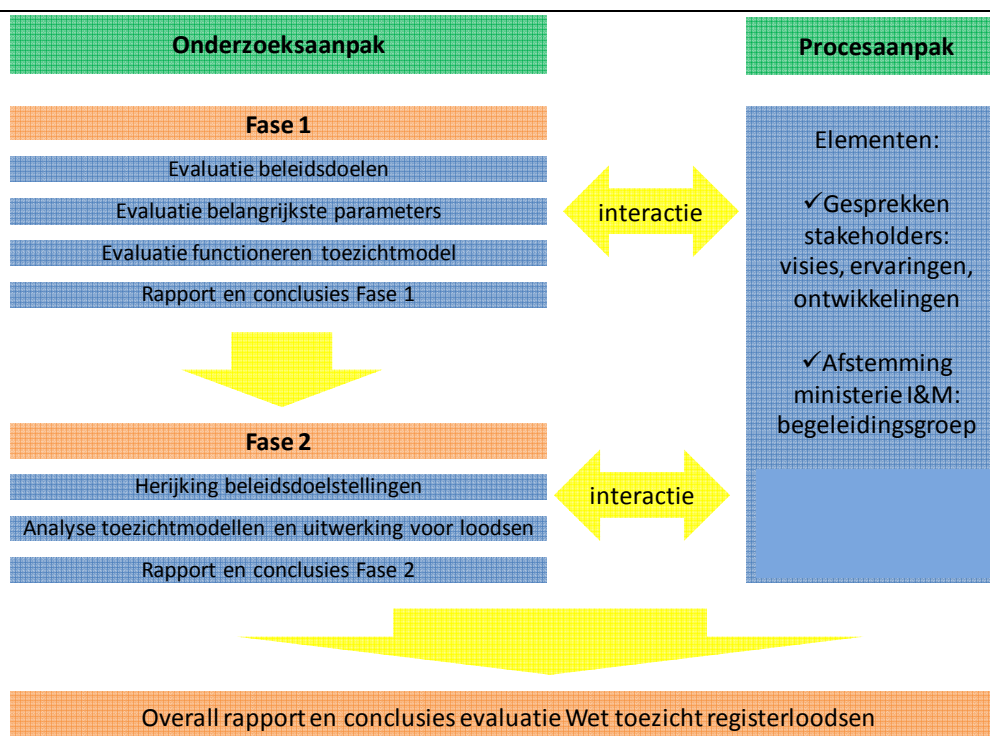 Onderzoeksaanpak
Fase 1
Evaluatie beleidsdoelen
Evaluatie belangrijkste parameters
Evaluatie functioneren toezichtmodel
Rapport en conclusies Fase 1
interactie
Fase 2
Herijking beleidsdoelstellingen
Analyse toezichtmodellen en uitwerking voor loodsen
Rapport en conclusies Fase 2
interactie
Procesaanpak
Elementen:
✓Gesprekken
stakeholders:
visies, ervaringen,
ontwikkelingen
✓Afstemming
ministerie I&M:
begeleidingsgroep
Overall rapport en conclusies evaluatie Wet toezicht registerloodsen